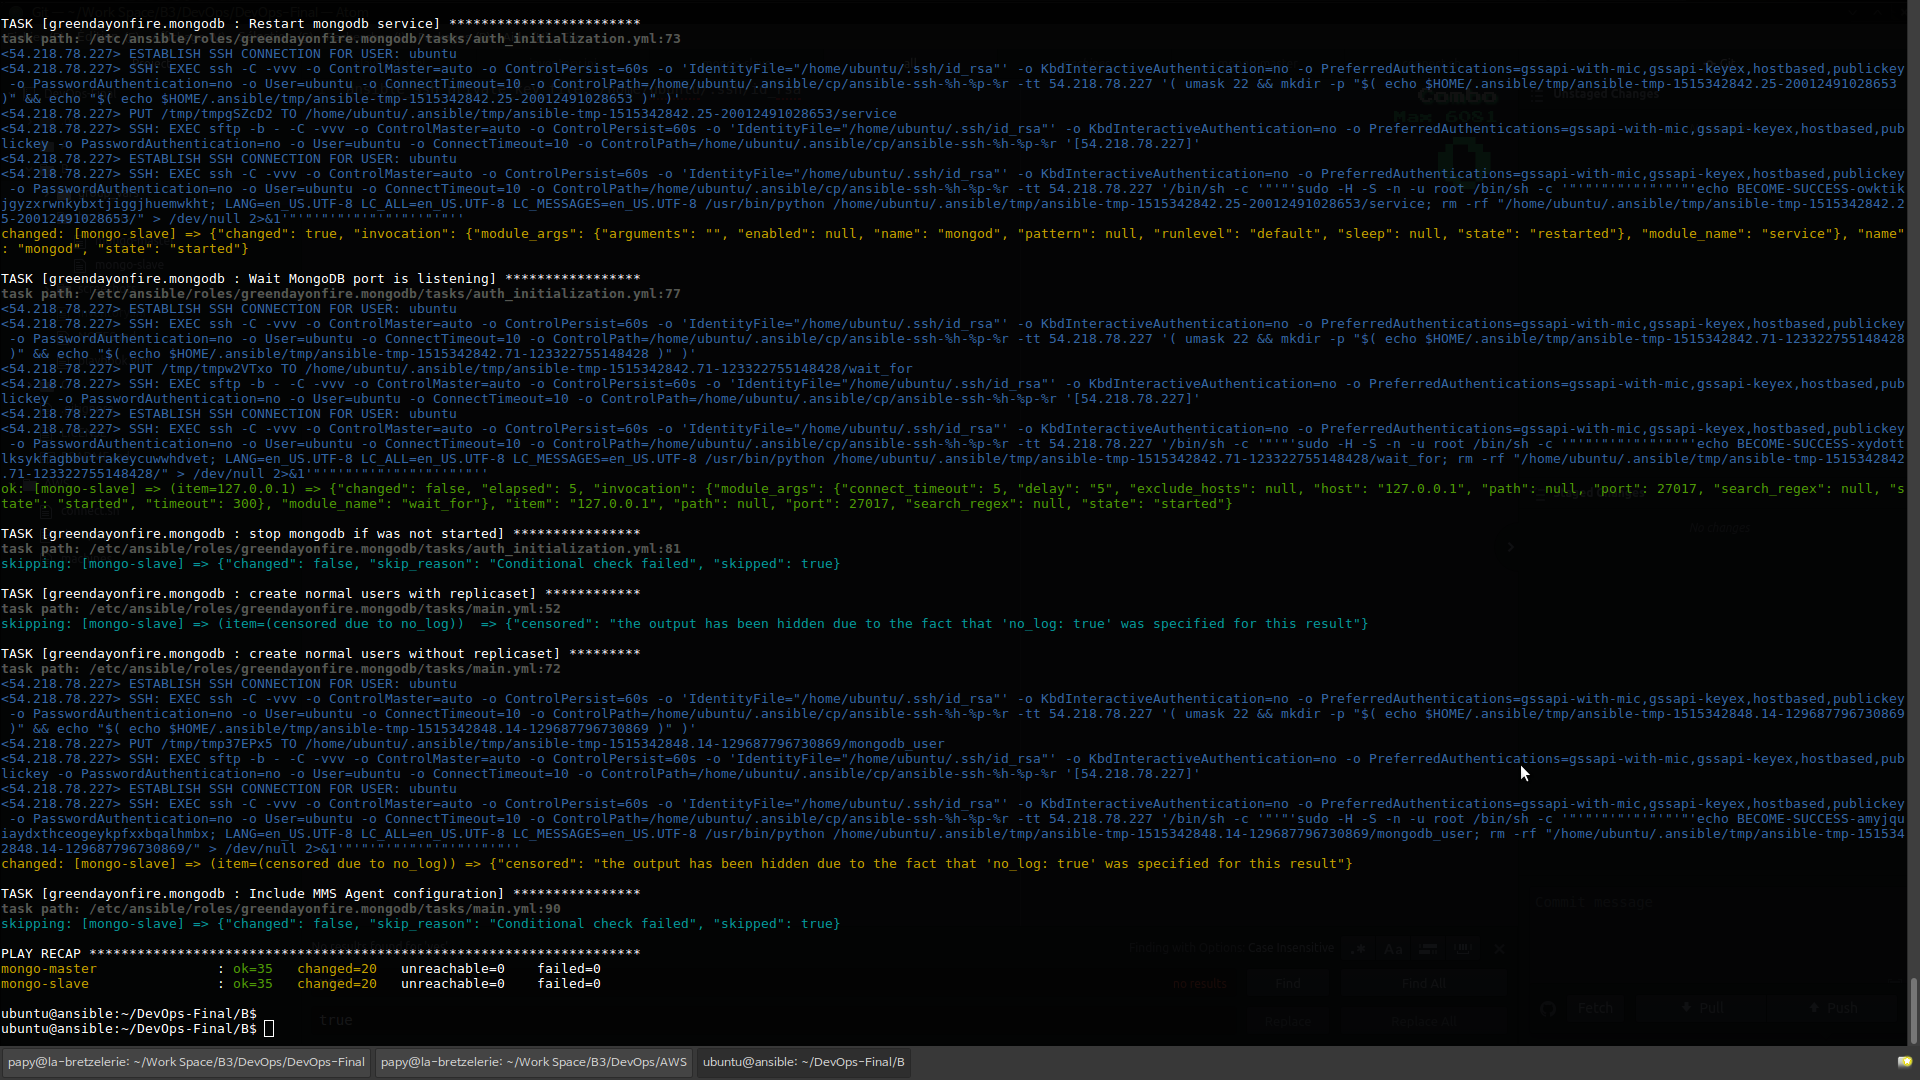 TASK [greendayonfire.mongodb : Restart mongodb service] ************************
task path: /etc/ansible/roles/greendayonfire.mongodb/tasks/auth_initialization.yml:73
<54.218.78.227> ESTABLISH SSH CONNECTION FOR USER: ubuntu
<54.218.78.227> SSH: EXEC ssh -C -vvv -o ControlMaster=auto -o ControlPersist=60s -o 'IdentityFile="/home/ubuntu/.ssh/id_rsa"' -o KbdInteractiveAuthentication=no -o PreferredAuthentications=gssapi-with-mic,gssapi-keyex,hostbased,publickey
 -o PasswordAuthentication=no -o User=ubuntu -o ConnectTimeout=10 -o ControlPath=/home/ubuntu/.ansible/cp/ansible-ssh-%h-%p-%r -tt 54.218.78.227 '( umask 22 && mkdir -p "$( echo $HOME/.ansible/tmp/ansible-tmp-1515342842.25-20012491028653
)" && echo "$( echo $HOME/.ansible/tmp/ansible-tmp-1515342842.25-20012491028653 )" )'
<54.218.78.227> PUT /tmp/tmpgSZcD2 TO /home/ubuntu/.ansible/tmp/ansible-tmp-1515342842.25-20012491028653/service
<54.218.78.227> SSH: EXEC sftp -b - -C -vvv -o ControlMaster=auto -o ControlPersist=60s -o 'IdentityFile="/home/ubuntu/.ssh/id_rsa"' -o KbdInteractiveAuthentication=no -o PreferredAuthentications=gssapi-with-mic,gssapi-keyex,hostbased,pub
lickey -o PasswordAuthentication=no -o User=ubuntu -o ConnectTimeout=10 -o ControlPath=/home/ubuntu/.ansible/cp/ansible-ssh-%h-%p-%r '[54.218.78.227]'
<54.218.78.227> ESTABLISH SSH CONNECTION FOR USER: ubuntu
<54.218.78.227> SSH: EXEC ssh -C -vvv -o ControlMaster=auto -o ControlPersist=60s -o 'IdentityFile="/home/ubuntu/.ssh/id_rsa"' -o KbdInteractiveAuthentication=no -o PreferredAuthentications=gssapi-with-mic,gssapi-keyex,hostbased,publickey
 -o PasswordAuthentication=no -o User=ubuntu -o ConnectTimeout=10 -o ControlPath=/home/ubuntu/.ansible/cp/ansible-ssh-%h-%p-%r -tt 54.218.78.227 '/bin/sh -c '"'"'sudo -H -S -n -u root /bin/sh -c '"'"'"'"'"'"'"'"'echo BECOME-SUCCESS-owktik
jgyzxrwnkybxtjiggjhuemwkht; LANG=en_US.UTF-8 LC_ALL=en_US.UTF-8 LC_MESSAGES=en_US.UTF-8 /usr/bin/python /home/ubuntu/.ansible/tmp/ansible-tmp-1515342842.25-20012491028653/service; rm -rf "/home/ubuntu/.ansible/tmp/ansible-tmp-1515342842.2
5-20012491028653/" > /dev/null 2>&1'"'"'"'"'"'"'"'"''"'"''
changed: [mongo-slave] => {"changed": true, "invocation": {"module_args": {"arguments": "", "enabled": null, "name": "mongod", "pattern": null, "runlevel": "default", "sleep": null, "state": "restarted"}, "module_name": "service"}, "name"
: "mongod", "state": "started"}
TASK [greendayonfire.mongodb : Wait MongoDB port is listening] *****************
task path: /etc/ansible/roles/greendayonfire.mongodb/tasks/auth_initialization.yml:77
<54.218.78.227> ESTABLISH SSH CONNECTION FOR USER: ubuntu
<54.218.78.227> SSH: EXEC ssh -C -vvv -o ControlMaster=auto -o ControlPersist=60s -o 'IdentityFile="/home/ubuntu/.ssh/id_rsa"' -o KbdInteractiveAuthentication=no -o PreferredAuthentications=gssapi-with-mic,gssapi-keyex,hostbased,publickey
 -o PasswordAuthentication=no -o User=ubuntu -o ConnectTimeout=10 -o ControlPath=/home/ubuntu/.ansible/cp/ansible-ssh-%h-%p-%r -tt 54.218.78.227 '( umask 22 && mkdir -p "$( echo $HOME/.ansible/tmp/ansible-tmp-1515342842.71-123322755148428
 )" && echo "$( echo $HOME/.ansible/tmp/ansible-tmp-1515342842.71-123322755148428 )" )'
<54.218.78.227> PUT /tmp/tmpw2VTxo TO /home/ubuntu/.ansible/tmp/ansible-tmp-1515342842.71-123322755148428/wait_for
<54.218.78.227> SSH: EXEC sftp -b - -C -vvv -o ControlMaster=auto -o ControlPersist=60s -o 'IdentityFile="/home/ubuntu/.ssh/id_rsa"' -o KbdInteractiveAuthentication=no -o PreferredAuthentications=gssapi-with-mic,gssapi-keyex,hostbased,pub
lickey -o PasswordAuthentication=no -o User=ubuntu -o ConnectTimeout=10 -o ControlPath=/home/ubuntu/.ansible/cp/ansible-ssh-%h-%p-%r '[54.218.78.227]'
<54.218.78.227> ESTABLISH SSH CONNECTION FOR USER: ubuntu
<54.218.78.227> SSH: EXEC ssh -C -vvv -o ControlMaster=auto -o ControlPersist=60s -o 'IdentityFile="/home/ubuntu/.ssh/id_rsa"' -o KbdInteractiveAuthentication=no -o PreferredAuthentications=gssapi-with-mic,gssapi-keyex,hostbased,publickey
 -o PasswordAuthentication=no -o User=ubuntu -o ConnectTimeout=10 -o ControlPath=/home/ubuntu/.ansible/cp/ansible-ssh-%h-%p-%r -tt 54.218.78.227 '/bin/sh -c '"'"'sudo -H -S -n -u root /bin/sh -c '"'"'"'"'"'"'"'"'echo BECOME-SUCCESS-xydott
lksykfagbbutrakeycuwwhdvet; LANG=en_US.UTF-8 LC_ALL=en_US.UTF-8 LC_MESSAGES=en_US.UTF-8 /usr/bin/python /home/ubuntu/.ansible/tmp/ansible-tmp-1515342842.71-123322755148428/wait_for; rm -rf "/home/ubuntu/.ansible/tmp/ansible-tmp-1515342842
.71-123322755148428/" > /dev/null 2>&1'"'"'"'"'"'"'"'"''"'"''
ok: [mongo-slave] => (item=127.0.0.1) => {"changed": false, "elapsed": 5, "invocation": {"module_args": {"connect_timeout": 5, "delay": "5", "exclude_hosts": null, "host": "127.0.0.1", "path": null, "port": 27017, "search_regex": null, "s
tate": "started", "timeout": 300}, "module_name": "wait_for"}, "item": "127.0.0.1", "path": null, "port": 27017, "search_regex": null, "state": "started"}
TASK [greendayonfire.mongodb : stop mongodb if was not started] ****************
task path: /etc/ansible/roles/greendayonfire.mongodb/tasks/auth_initialization.yml:81
skipping: [mongo-slave] => {"changed": false, "skip_reason": "Conditional check failed", "skipped": true}
TASK [greendayonfire.mongodb : create normal users with replicaset] ************
task path: /etc/ansible/roles/greendayonfire.mongodb/tasks/main.yml:52
skipping: [mongo-slave] => (item=(censored due to no_log))  => {"censored": "the output has been hidden due to the fact that 'no_log: true' was specified for this result"}
TASK [greendayonfire.mongodb : create normal users without replicaset] *********
task path: /etc/ansible/roles/greendayonfire.mongodb/tasks/main.yml:72
<54.218.78.227> ESTABLISH SSH CONNECTION FOR USER: ubuntu
<54.218.78.227> SSH: EXEC ssh -C -vvv -o ControlMaster=auto -o ControlPersist=60s -o 'IdentityFile="/home/ubuntu/.ssh/id_rsa"' -o KbdInteractiveAuthentication=no -o PreferredAuthentications=gssapi-with-mic,gssapi-keyex,hostbased,publickey
 -o PasswordAuthentication=no -o User=ubuntu -o ConnectTimeout=10 -o ControlPath=/home/ubuntu/.ansible/cp/ansible-ssh-%h-%p-%r -tt 54.218.78.227 '( umask 22 && mkdir -p "$( echo $HOME/.ansible/tmp/ansible-tmp-1515342848.14-129687796730869
 )" && echo "$( echo $HOME/.ansible/tmp/ansible-tmp-1515342848.14-129687796730869 )" )'
<54.218.78.227> PUT /tmp/tmp37EPx5 TO /home/ubuntu/.ansible/tmp/ansible-tmp-1515342848.14-129687796730869/mongodb_user
<54.218.78.227> SSH: EXEC sftp -b - -C -vvv -o ControlMaster=auto -o ControlPersist=60s -o 'IdentityFile="/home/ubuntu/.ssh/id_rsa"' -o KbdInteractiveAuthentication=no -o PreferredAuthentications=gssapi-with-mic,gssapi-keyex,hostbased,pub
lickey -o PasswordAuthentication=no -o User=ubuntu -o ConnectTimeout=10 -o ControlPath=/home/ubuntu/.ansible/cp/ansible-ssh-%h-%p-%r '[54.218.78.227]'
<54.218.78.227> ESTABLISH SSH CONNECTION FOR USER: ubuntu
<54.218.78.227> SSH: EXEC ssh -C -vvv -o ControlMaster=auto -o ControlPersist=60s -o 'IdentityFile="/home/ubuntu/.ssh/id_rsa"' -o KbdInteractiveAuthentication=no -o PreferredAuthentications=gssapi-with-mic,gssapi-keyex,hostbased,publickey
 -o PasswordAuthentication=no -o User=ubuntu -o ConnectTimeout=10 -o ControlPath=/home/ubuntu/.ansible/cp/ansible-ssh-%h-%p-%r -tt 54.218.78.227 '/bin/sh -c '"'"'sudo -H -S -n -u root /bin/sh -c '"'"'"'"'"'"'"'"'echo BECOME-SUCCESS-amyjqu
iaydxthceogeykpfxxbqalhmbx; LANG=en_US.UTF-8 LC_ALL=en_US.UTF-8 LC_MESSAGES=en_US.UTF-8 /usr/bin/python /home/ubuntu/.ansible/tmp/ansible-tmp-1515342848.14-129687796730869/mongodb_user; rm -rf "/home/ubuntu/.ansible/tmp/ansible-tmp-151534
2848.14-129687796730869/" > /dev/null 2>&1'"'"'"'"'"'"'"'"''"'"''
changed: [mongo-slave] => (item=(censored due to no_log)) => {"censored": "the output has been hidden due to the fact that 'no_log: true' was specified for this result"}
TASK [greendayonfire.mongodb : Include MMS Agent configuration] ****************
task path: /etc/ansible/roles/greendayonfire.mongodb/tasks/main.yml:90
skipping: [mongo-slave] => {"changed": false, "skip_reason": "Conditional check failed", "skipped": true}
PLAY RECAP *********************************************************************
mongo-master               : ok=35   changed=20   unreachable=0    failed=0
mongo-slave                : ok=35   changed=20   unreachable=0    failed=0
ubuntu@ansible:~/DevOps-Final/B$
ubuntu@ansible:~/DevOps-Final/B$
Combo
Max 6081
Unstaged Changes
No changes
Commit message
Finding with Options: Case Insensitive
no results
Find
Find All
Replace
Replace All
true
Fetch
Pull
Push
papy@la-bretzelerie: ~/Work Space/B3/DevOps/DevOps-Final
papy@la-bretzelerie: ~/Work Space/B3/DevOps/AWS
ubuntu@ansible: ~/DevOps-Final/B